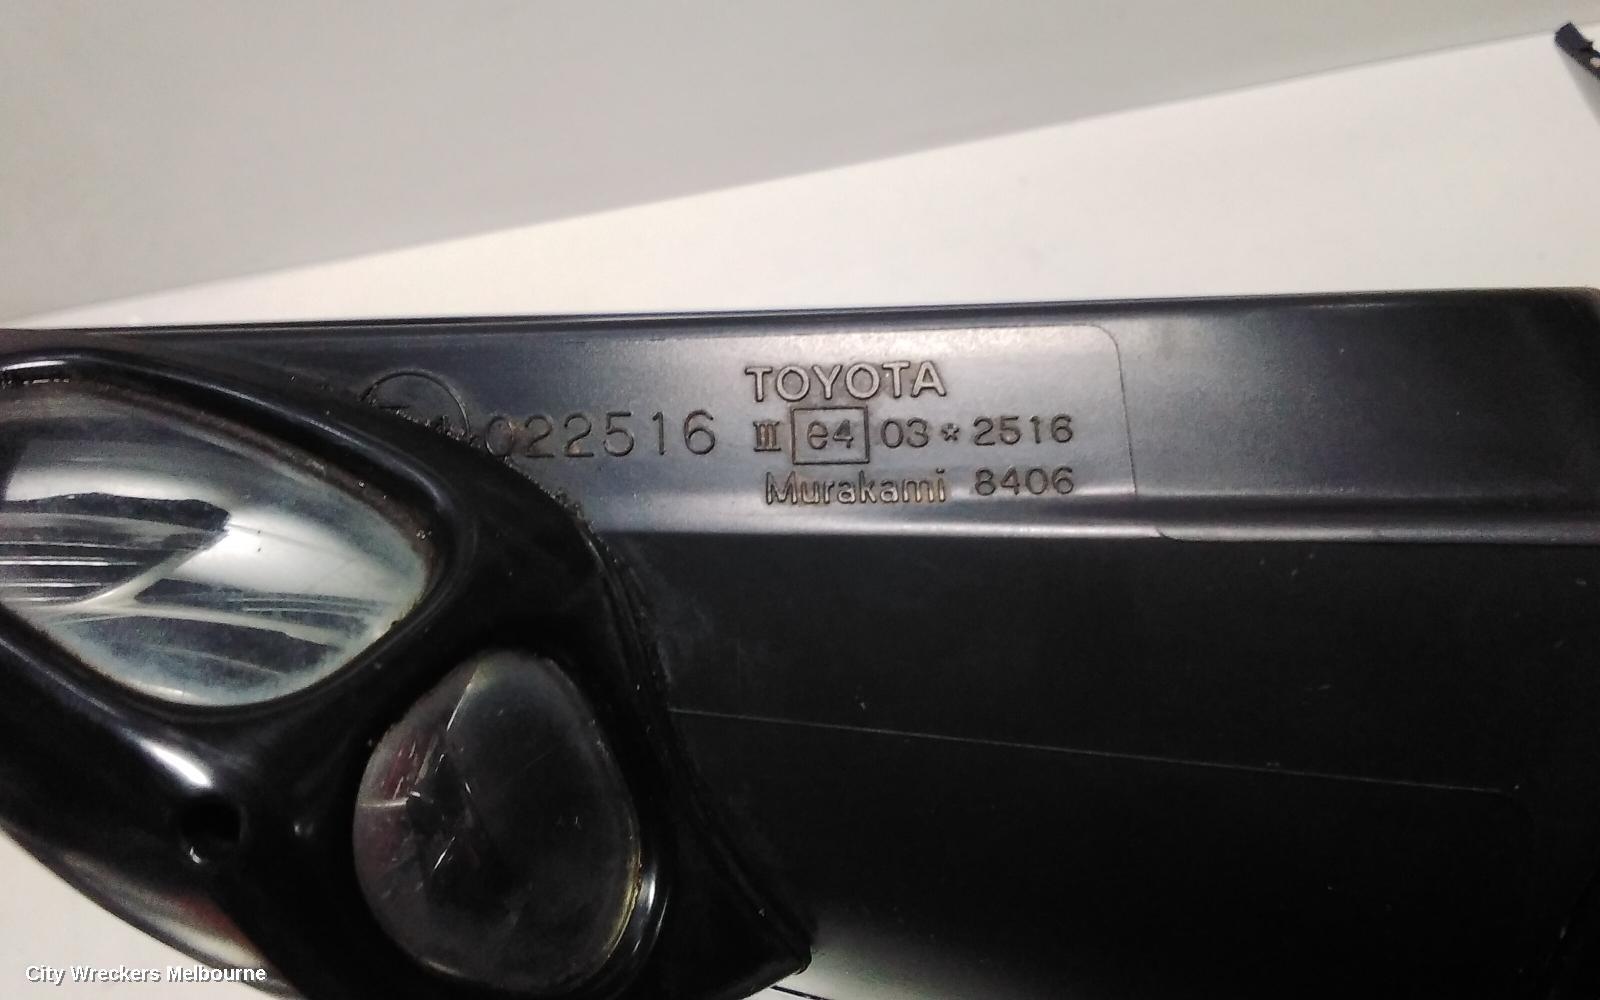 TOYOTA
022516 III e4 03*2516
Murakami 8406
City Wreckers Melbourne